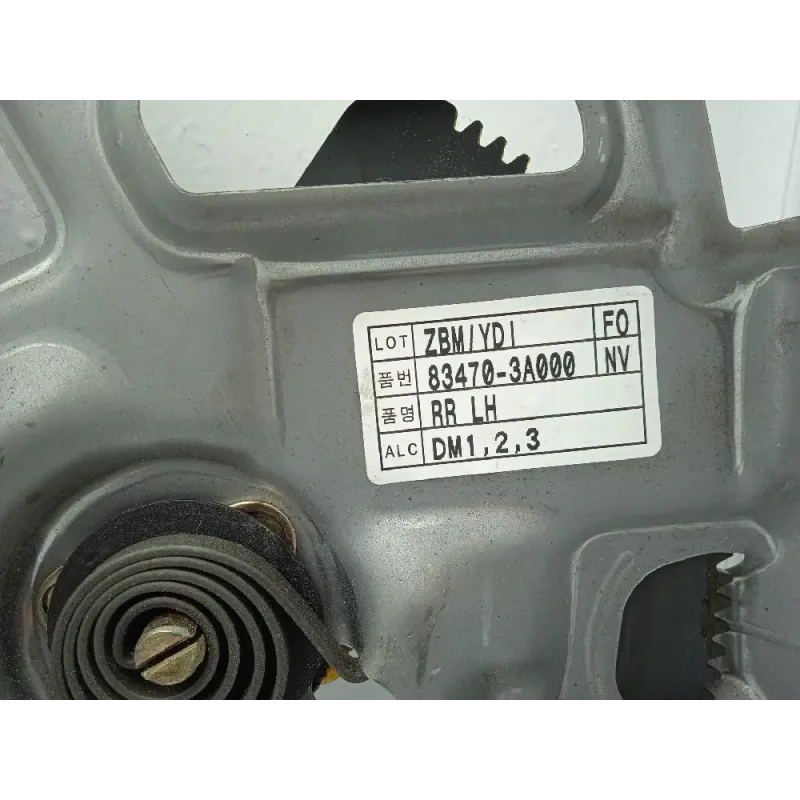 LOT ZBM/YDI FO
품번 83470-3A000 NV
품명 RR LH
ALC DM1,2,3